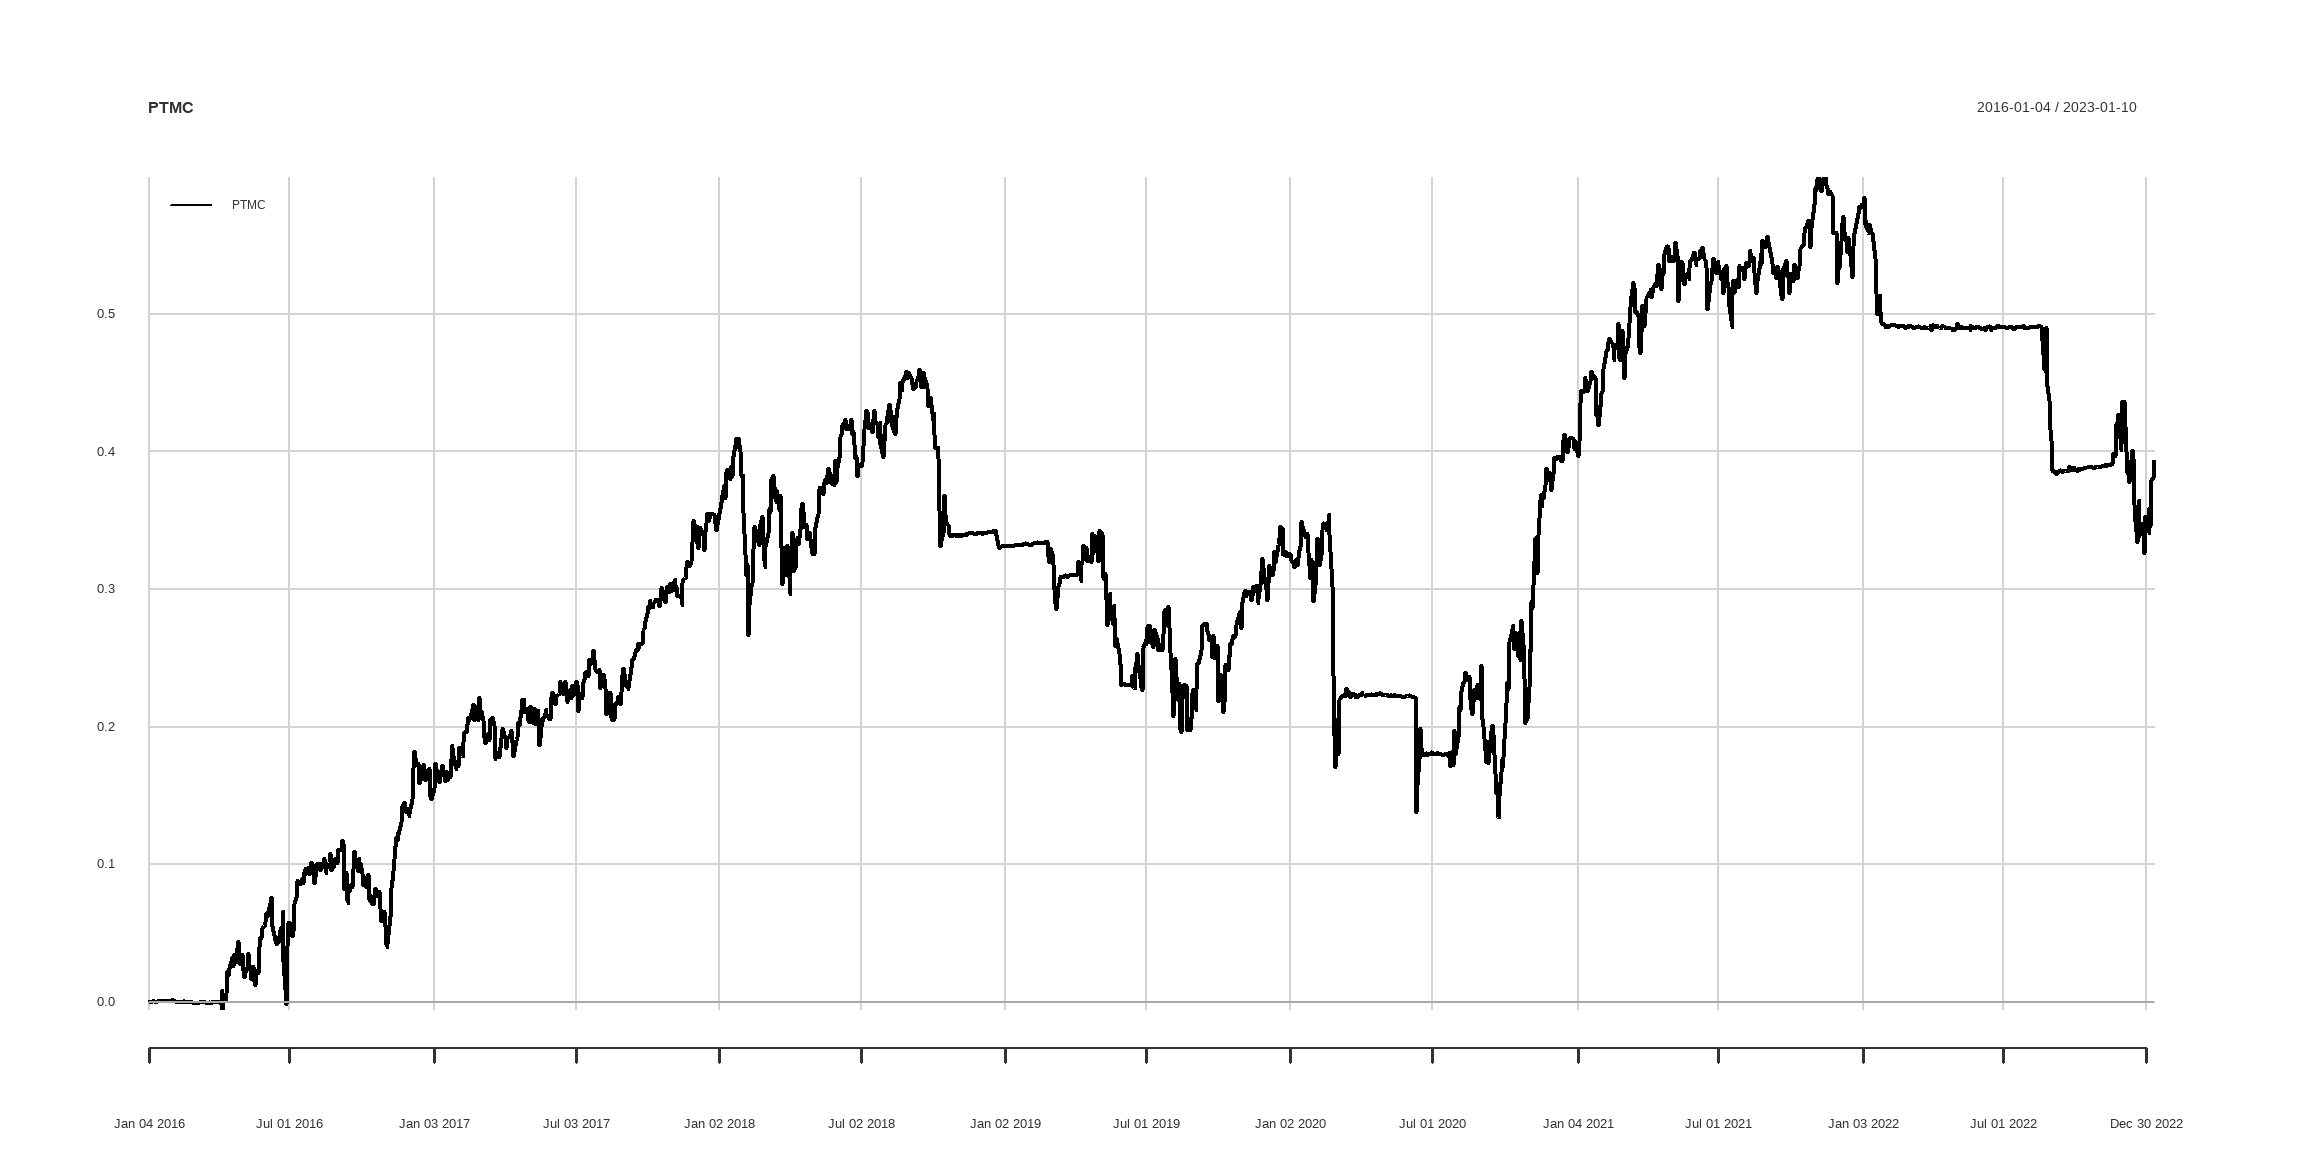 PTMC
2016-01-04 / 2023-01-10
PTMC
0.5
0.4
0.3
0.2
0.1
0.0
Jan 04 2016
Jul 01 2016
Jan 03 2017
Jul 03 2017
Jan 02 2018
Jul 02 2018
Jan 02 2019
Jul 01 2019
Jan 02 2020
Jul 01 2020
Jan 04 2021
Jul 01 2021
Jan 03 2022
Jul 01 2022
Dec 30 2022